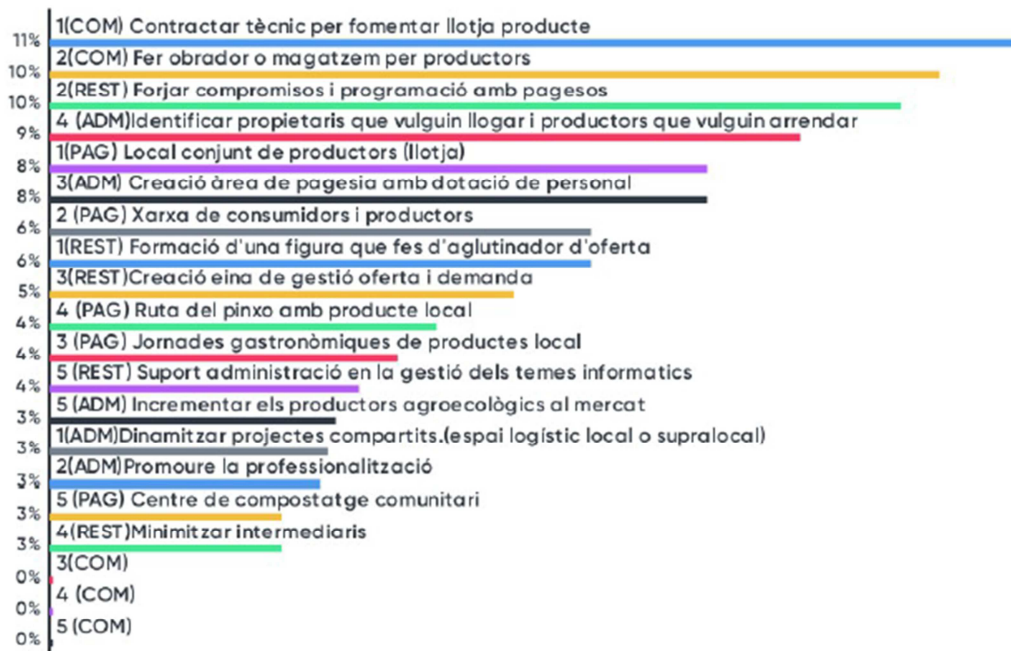 1(COM) Contractar tècnic per fomentar llotja producte
11%
2(COM) Fer obrador o magatzem per productors
10%
2(REST) Forjar compromisos i programació amb pagesos
10%
4 (ADM)Identificar propietaris que vulguin llogar i productors que vulguin arrendar
9%
1(PAG) Local conjunt de productors (llotja)
8%
3(ADM) Creació àrea de pagesia amb dotació de personal
8%
2 (PAG) Xarxa de consumidors i productors
6%
1(REST) Formació d'una figura que fes d'aglutinador d'oferta
6%
3(REST)Creació eina de gestió oferta i demanda
5%
4 (PAG) Ruta del pinxo amb producte local
4%
3 (PAG) Jornades gastronòmiques de productes local
4%
5 (REST) Suport administració en la gestió dels temes informatics
4%
5 (ADM) Incrementar els productors agroecològics al mercat
3%
1(ADM)Dinamitzar projectes compartits.(espai logístic local o supralocal)
3%
2(ADM)Promoure la professionalització
3%
5 (PAG) Centre de compostatge comunitari
3%
4(REST)Minimitzar intermediaris
3%
3(COM)
0%
4 (COM)
0%
5 (COM)
0%